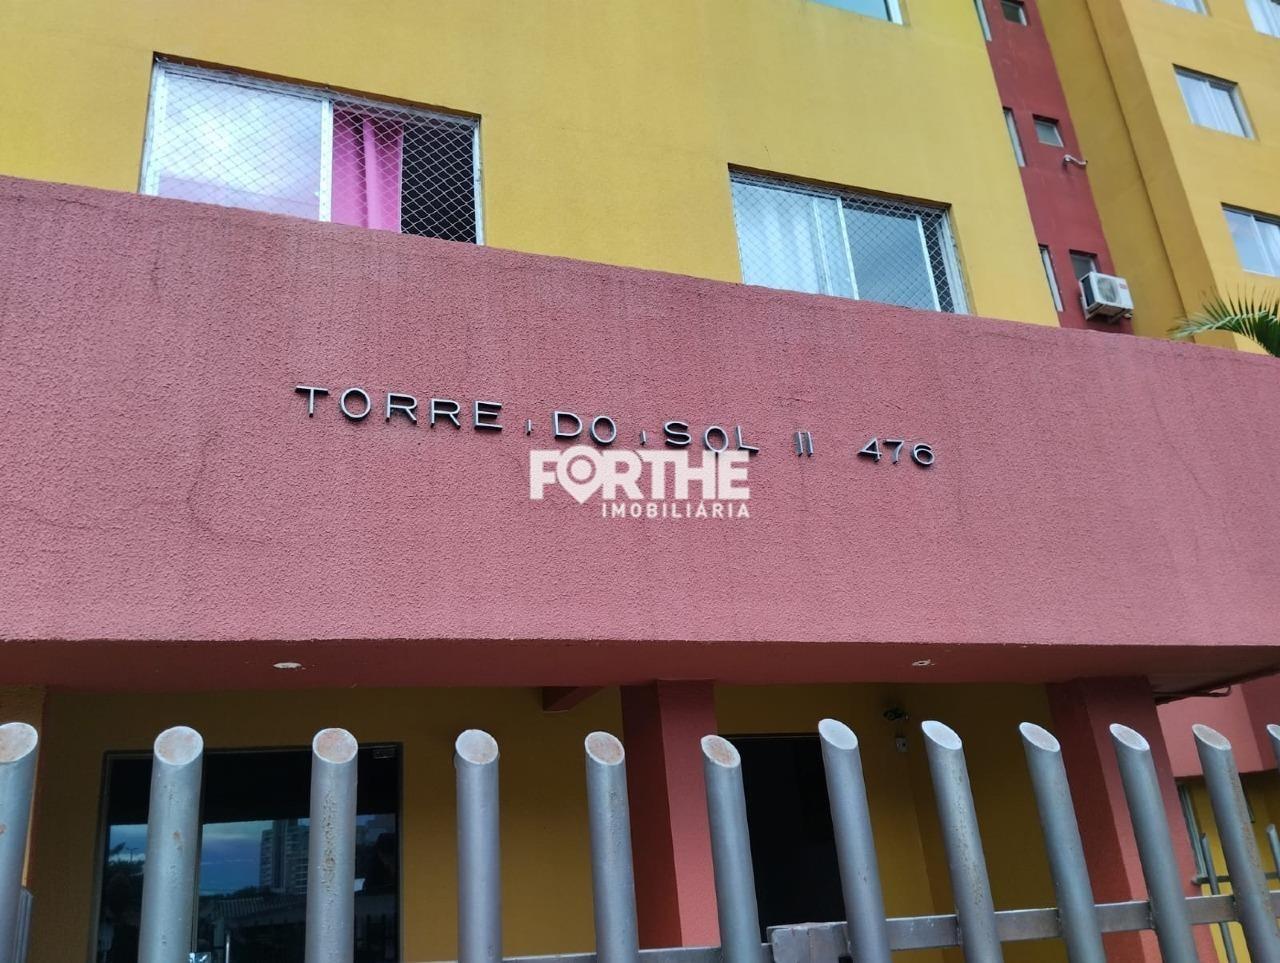 TORRE DO SOL II 476
FORTHE
IMOBILIÁRIA